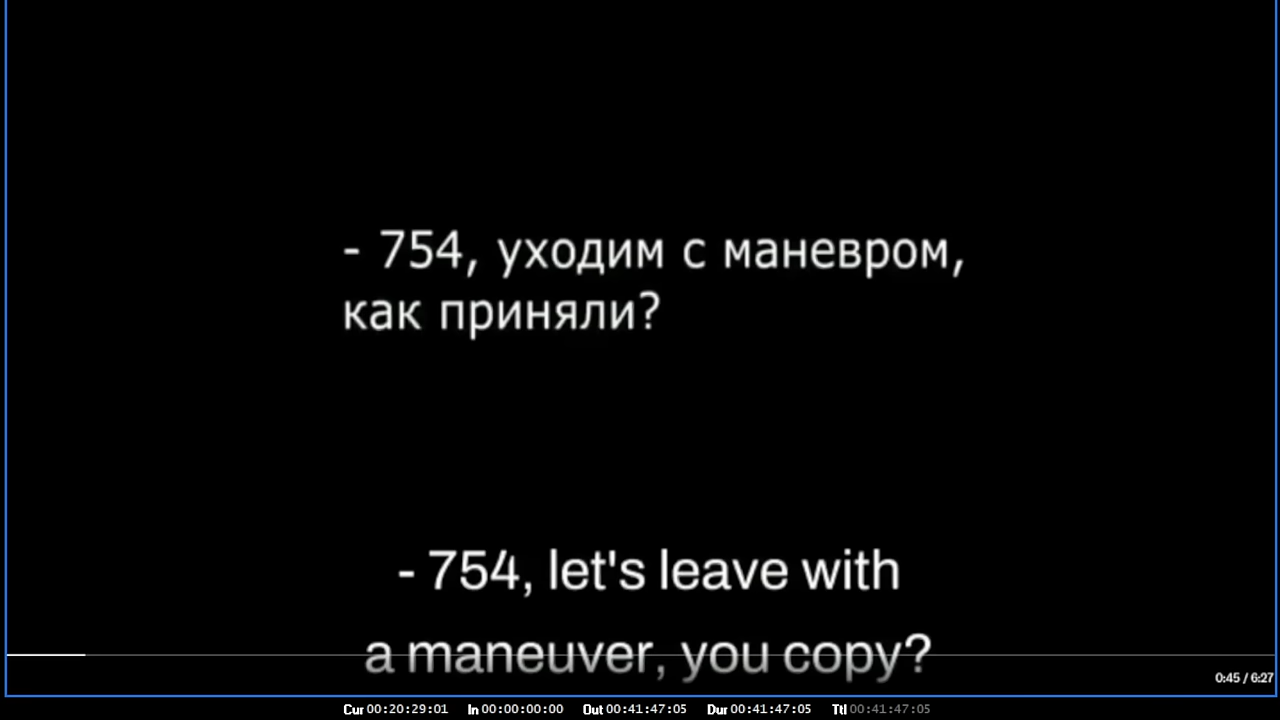 - 754, уходим с маневром,
как приняли?
- 754, let's leave with
a maneuver, you copy?
0:45 / 6:27
Cur 00:20:29:01 In 00:00:00:00 Out 00:41:47:05 Dur 00:41:47:05 Ttl 00:41:47:05